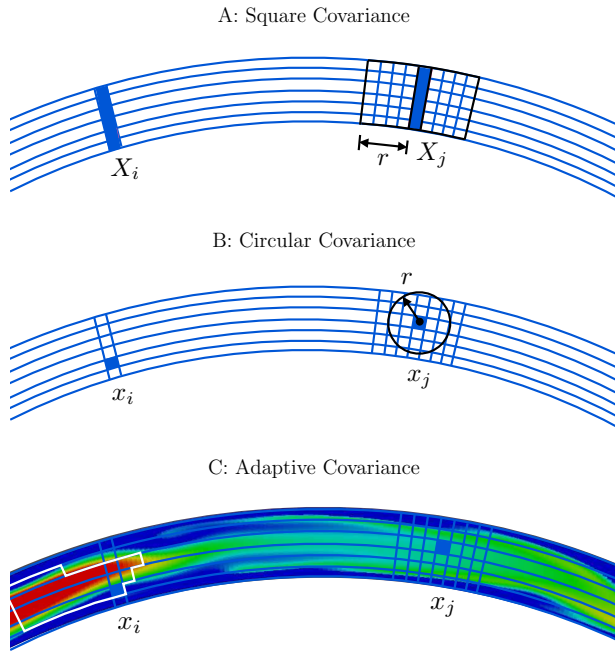 A: Square Covariance
X_i
r
X_j
B: Circular Covariance
r
x_i
x_j
C: Adaptive Covariance
x_i
x_j